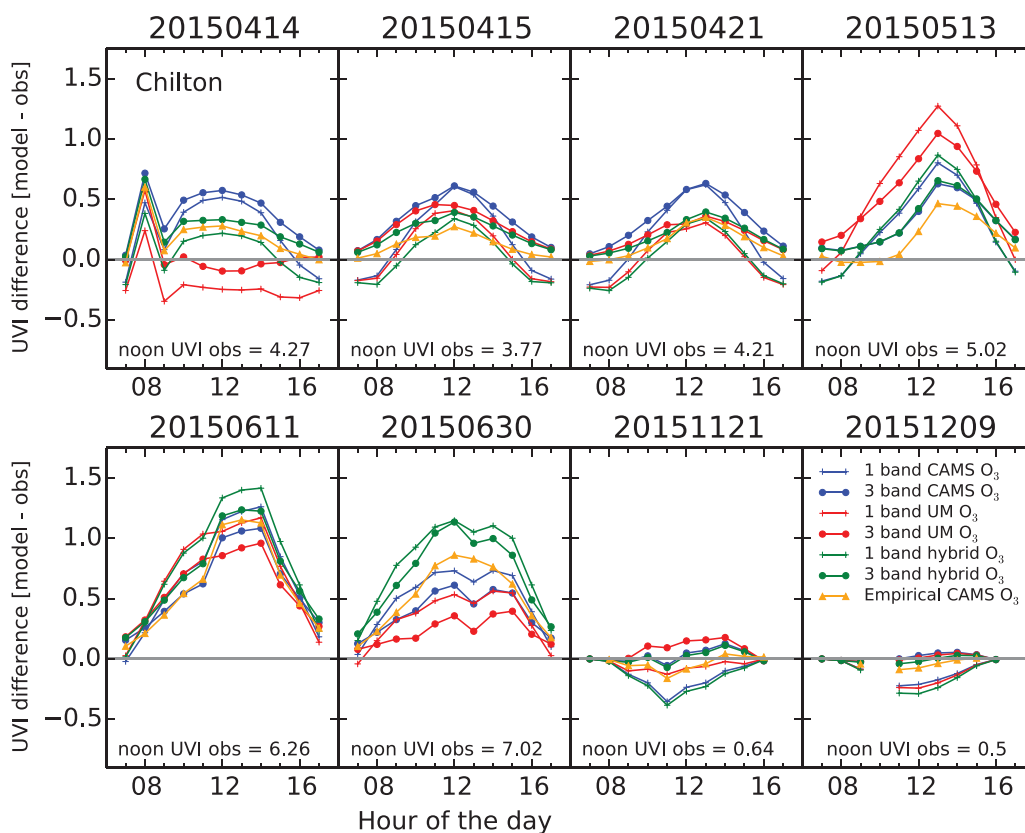 20150414 20150415 20150421 20150513
Chilton
UVI difference [model - obs]
1.5
1.0
0.5
0.0
−0.5
noon UVI obs = 4.27
noon UVI obs = 3.77
noon UVI obs = 4.21
noon UVI obs = 5.02
08 12 16 08 12 16 08 12 16 08 12 16
20150611 20150630 20151121 20151209
UVI difference [model - obs]
1.5
1.0
0.5
0.0
−0.5
1 band CAMS O₃
3 band CAMS O₃
1 band UM O₃
3 band UM O₃
1 band hybrid O₃
3 band hybrid O₃
Empirical CAMS O₃
noon UVI obs = 6.26
noon UVI obs = 7.02
noon UVI obs = 0.64
noon UVI obs = 0.5
08 12 16 08 12 16 08 12 16 08 12 16
Hour of the day